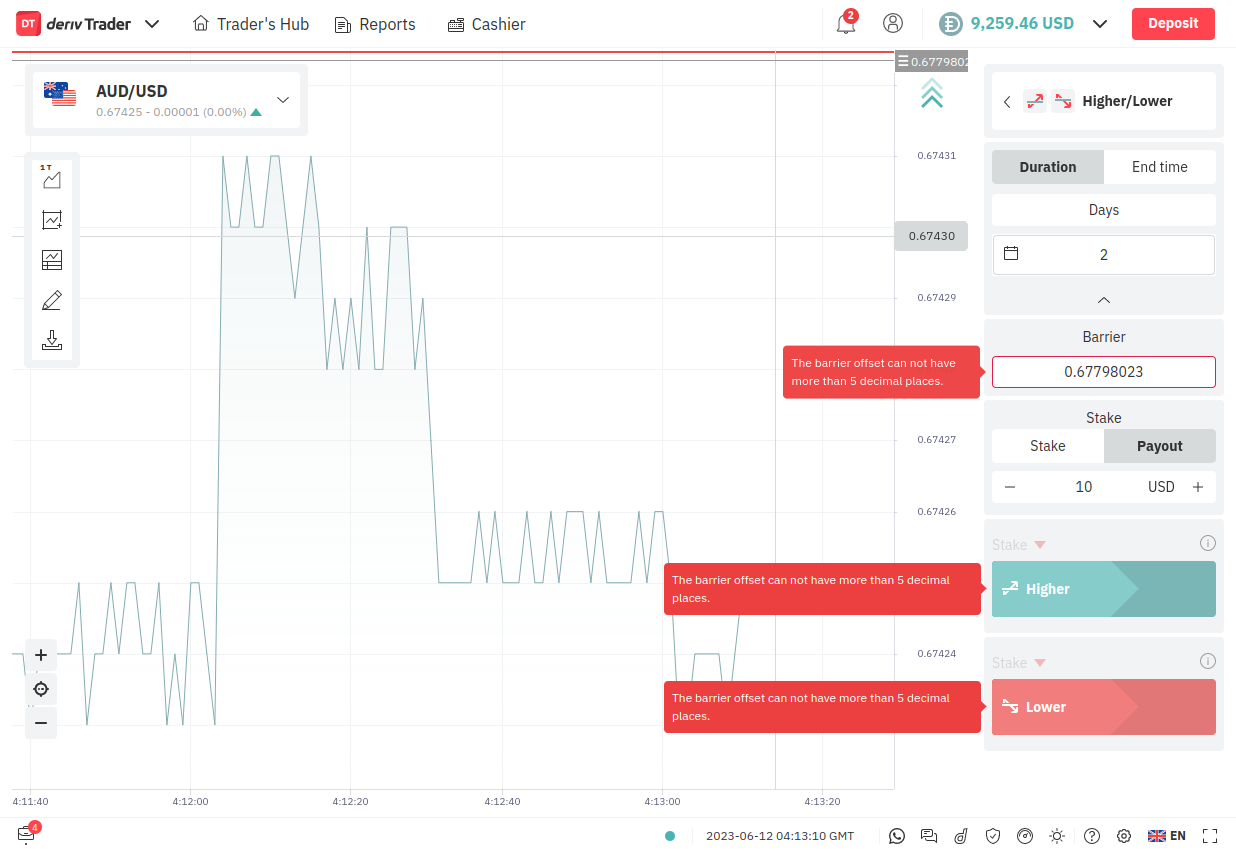 DT deriv Trader
Trader's Hub
Reports
Cashier
2
9,259.46 USD
Deposit
AUD/USD
0.67425 - 0.00001 (0.00%)
1T
0.6779802
0.67431
0.67430
0.67429
0.67427
0.67426
0.67424
4:11:40
4:12:00
4:12:20
4:12:40
4:13:00
4:13:20
Higher/Lower
Duration
End time
Days
2
Barrier
0.67798023
The barrier offset can not have
more than 5 decimal places.
Stake
Stake
Payout
10
USD
Stake
Higher
The barrier offset can not have more than 5 decimal
places.
Stake
Lower
The barrier offset can not have more than 5 decimal
places.
4
2023-06-12 04:13:10 GMT
EN